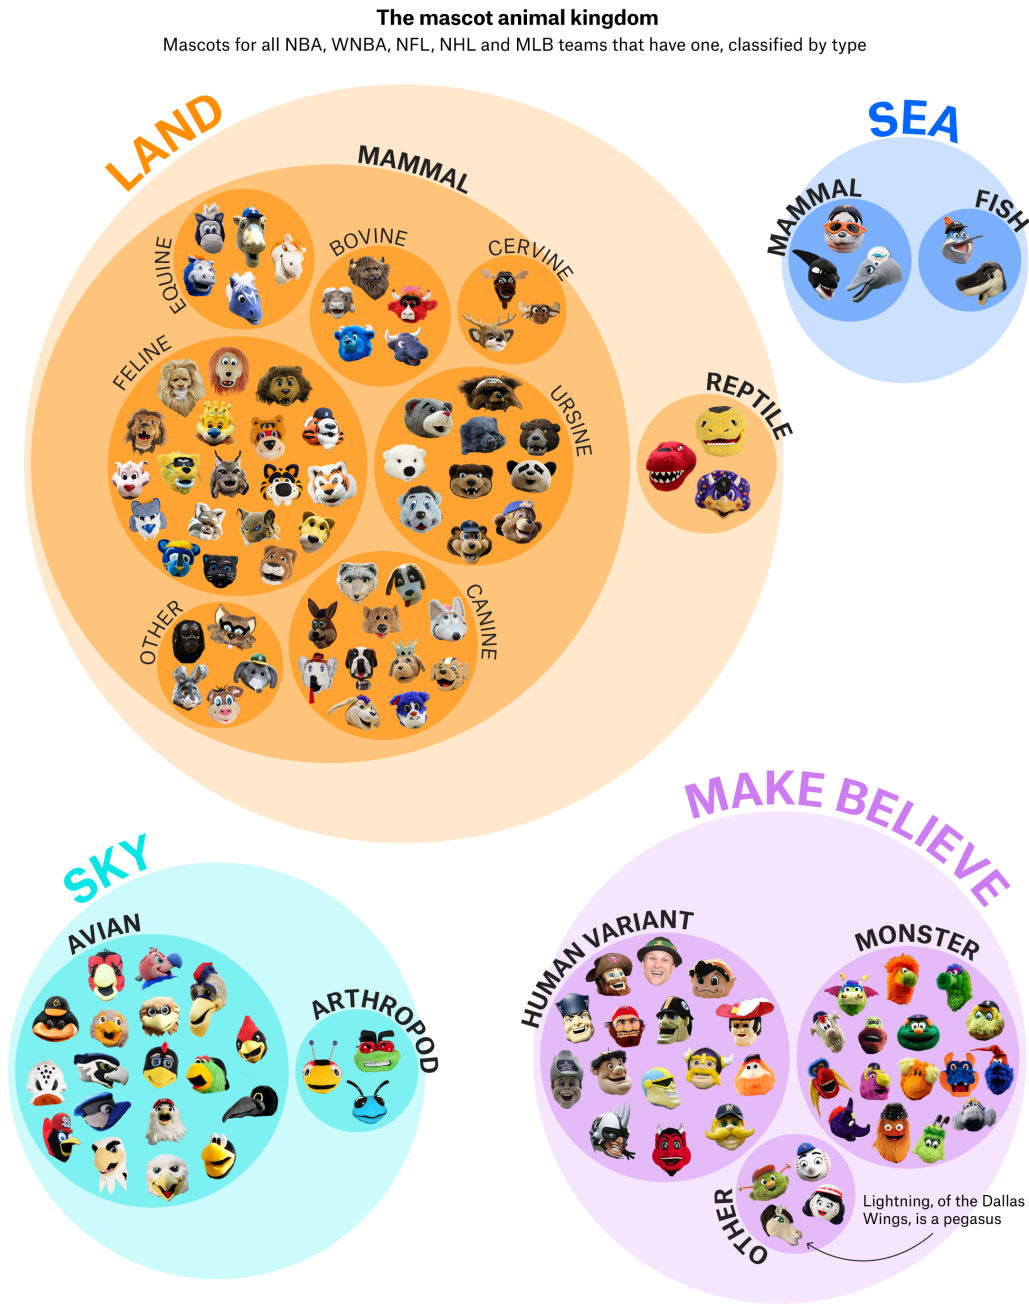 The mascot animal kingdom
Mascots for all NBA, WNBA, NFL, NHL and MLB teams that have one, classified by type
LAND
SEA
MAMMAL
MAMMAL
FISH
EQUINE
BOVINE
CERVINE
FELINE
URSINE
REPTILE
OTHER
CANINE
MAKE BELIEVE
SKY
AVIAN
ARTHROPOD
HUMAN VARIANT
MONSTER
OTHER
Lightning, of the Dallas
Wings, is a pegasus